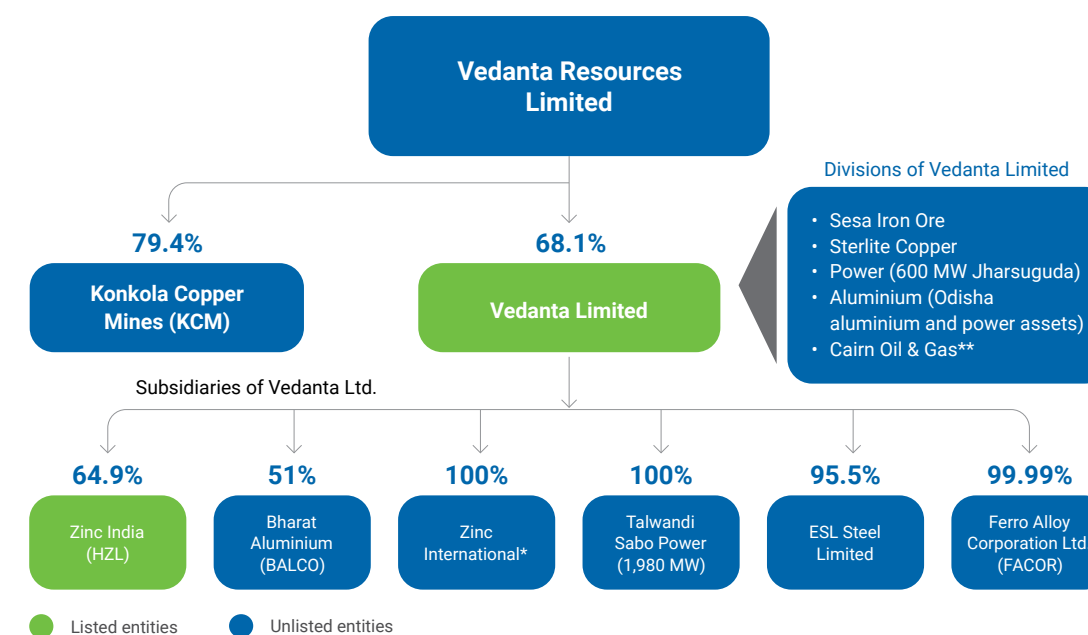 Vedanta Resources
Limited
Divisions of Vedanta Limited
• Sesa Iron Ore
• Sterlite Copper
• Power (600 MW Jharsuguda)
• Aluminium (Odisha
aluminium and power assets)
• Cairn Oil & Gas**
79.4%
Konkola Copper
Mines (KCM)
68.1%
Vedanta Limited
Subsidiaries of Vedanta Ltd.
64.9%
Zinc India
(HZL)
51%
Bharat
Aluminium
(BALCO)
100%
Zinc
International*
100%
Talwandi
Sabo Power
(1,980 MW)
95.5%
ESL Steel
Limited
99.99%
Ferro Alloy
Corporation Ltd
(FACOR)
Listed entities
Unlisted entities